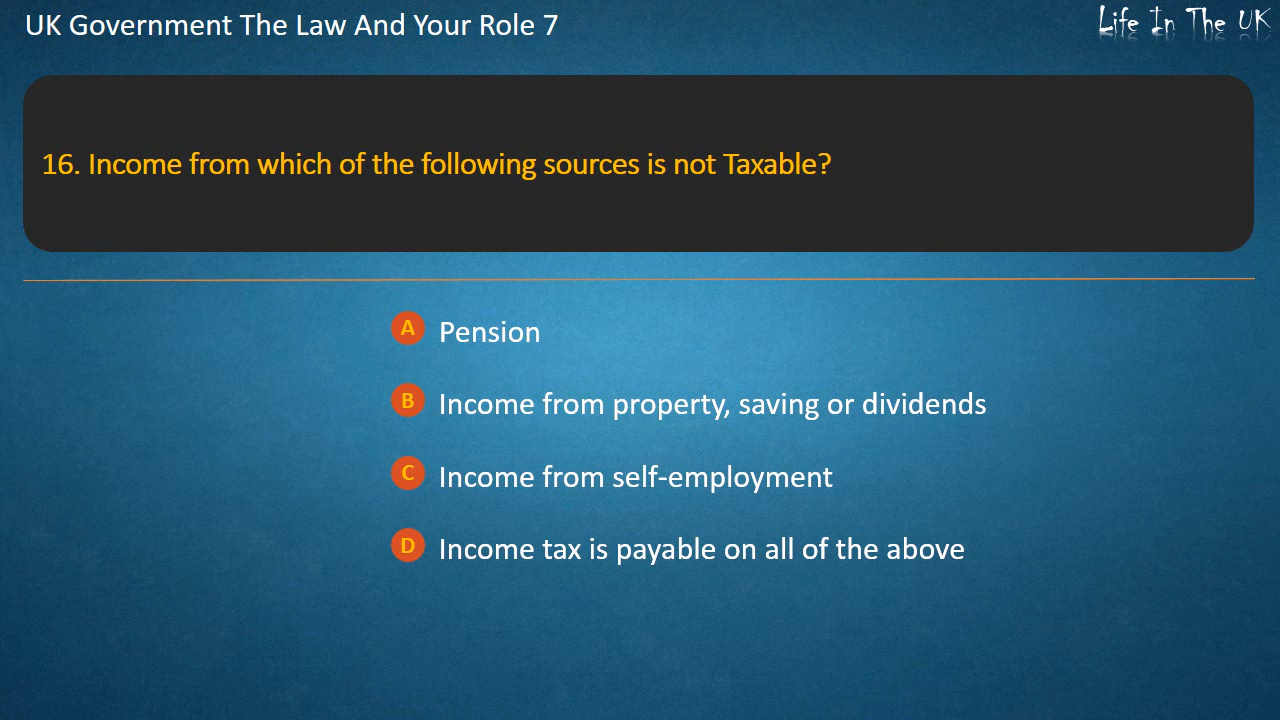 UK Government The Law And Your Role 7
Life In The UK
16. Income from which of the following sources is not Taxable?
A Pension
B Income from property, saving or dividends
C Income from self-employment
D Income tax is payable on all of the above